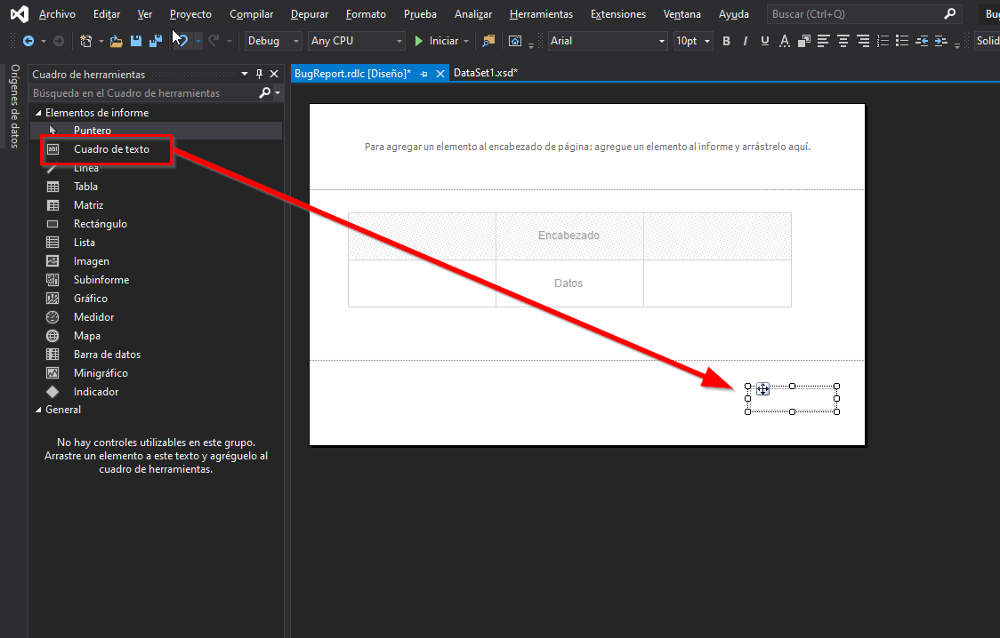 Archivo Editar Ver Proyecto Compilar Depurar Formato Prueba Analizar Herramientas Extensiones Ventana Ayuda Buscar (Ctrl+Q) Bug
Debug Any CPU Iniciar Arial 10pt B I U A Solid
Orígenes de datos
Cuadro de herramientas
Búsqueda en el Cuadro de herramientas
Elementos de informe
Puntero
Cuadro de texto
Línea
Tabla
Matriz
Rectángulo
Lista
Imagen
Subinforme
Gráfico
Medidor
Mapa
Barra de datos
Minigráfico
Indicador
General
No hay controles utilizables en este grupo.
Arrastre un elemento a este texto y agréguelo al
cuadro de herramientas.
BugReport.rdlc [Diseño]* DataSet1.xsd*
Para agregar un elemento al encabezado de página: agregue un elemento al informe y arrástrelo aquí.
Encabezado
Datos